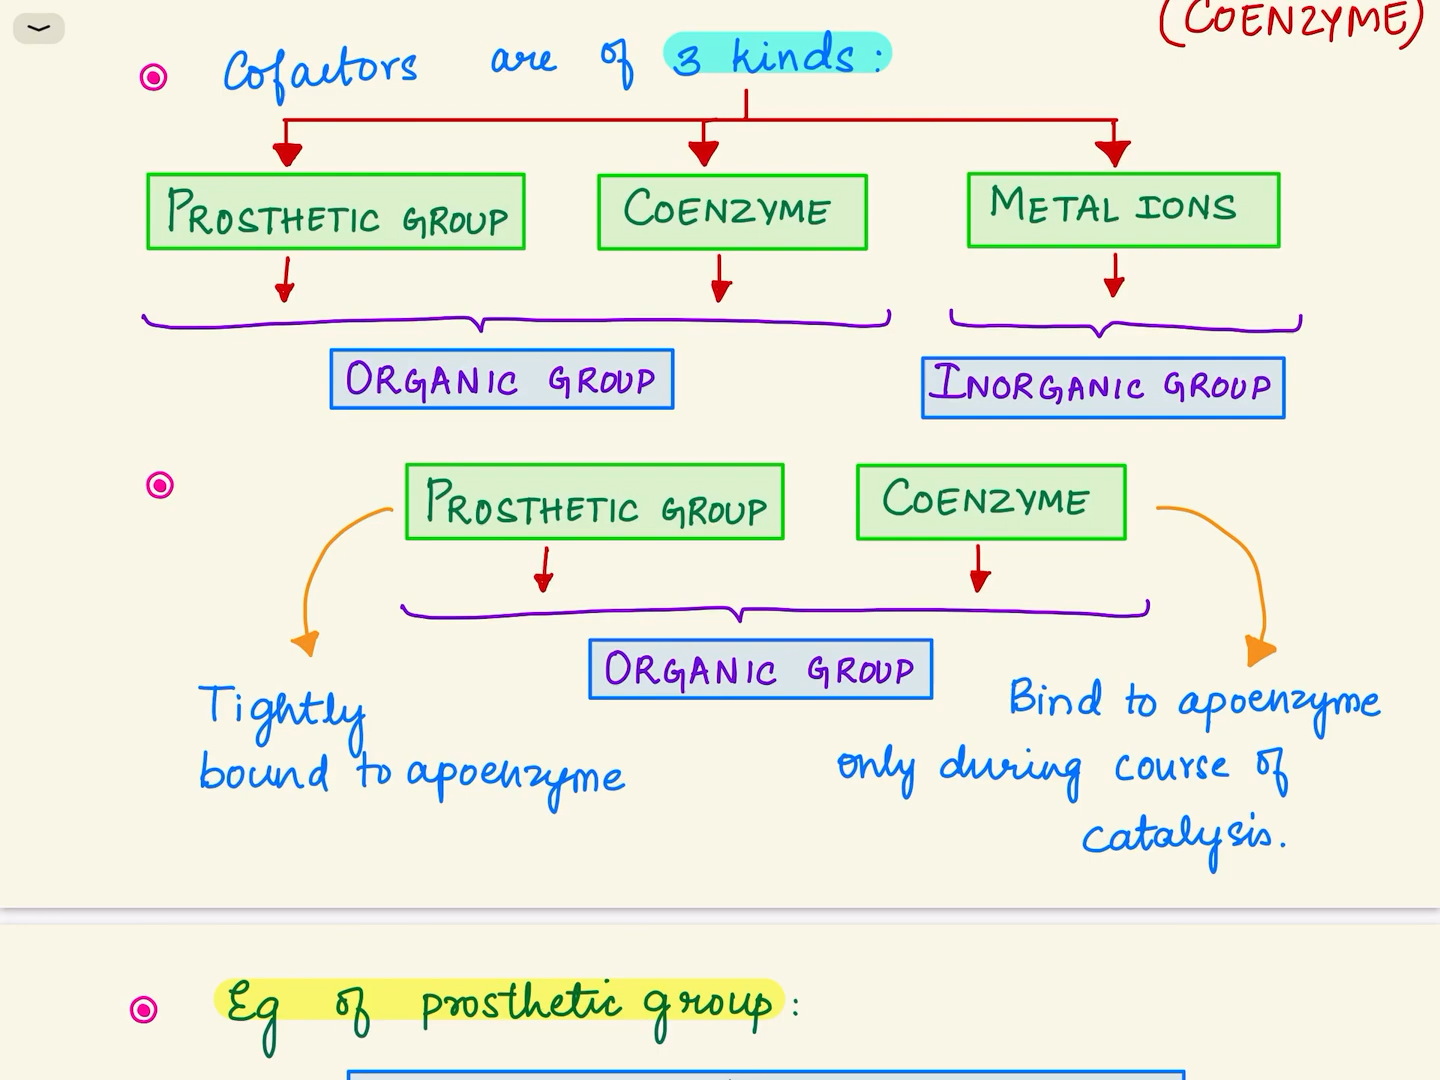 (COENZYME)
Cofactors are of 3 kinds:
PROSTHETIC GROUP COENZYME METAL IONS
ORGANIC GROUP INORGANIC GROUP
PROSTHETIC GROUP COENZYME
ORGANIC GROUP
Tightly
bound to apoenzyme
Bind to apoenzyme
only during course of
catalysis.
Eg of prosthetic group: